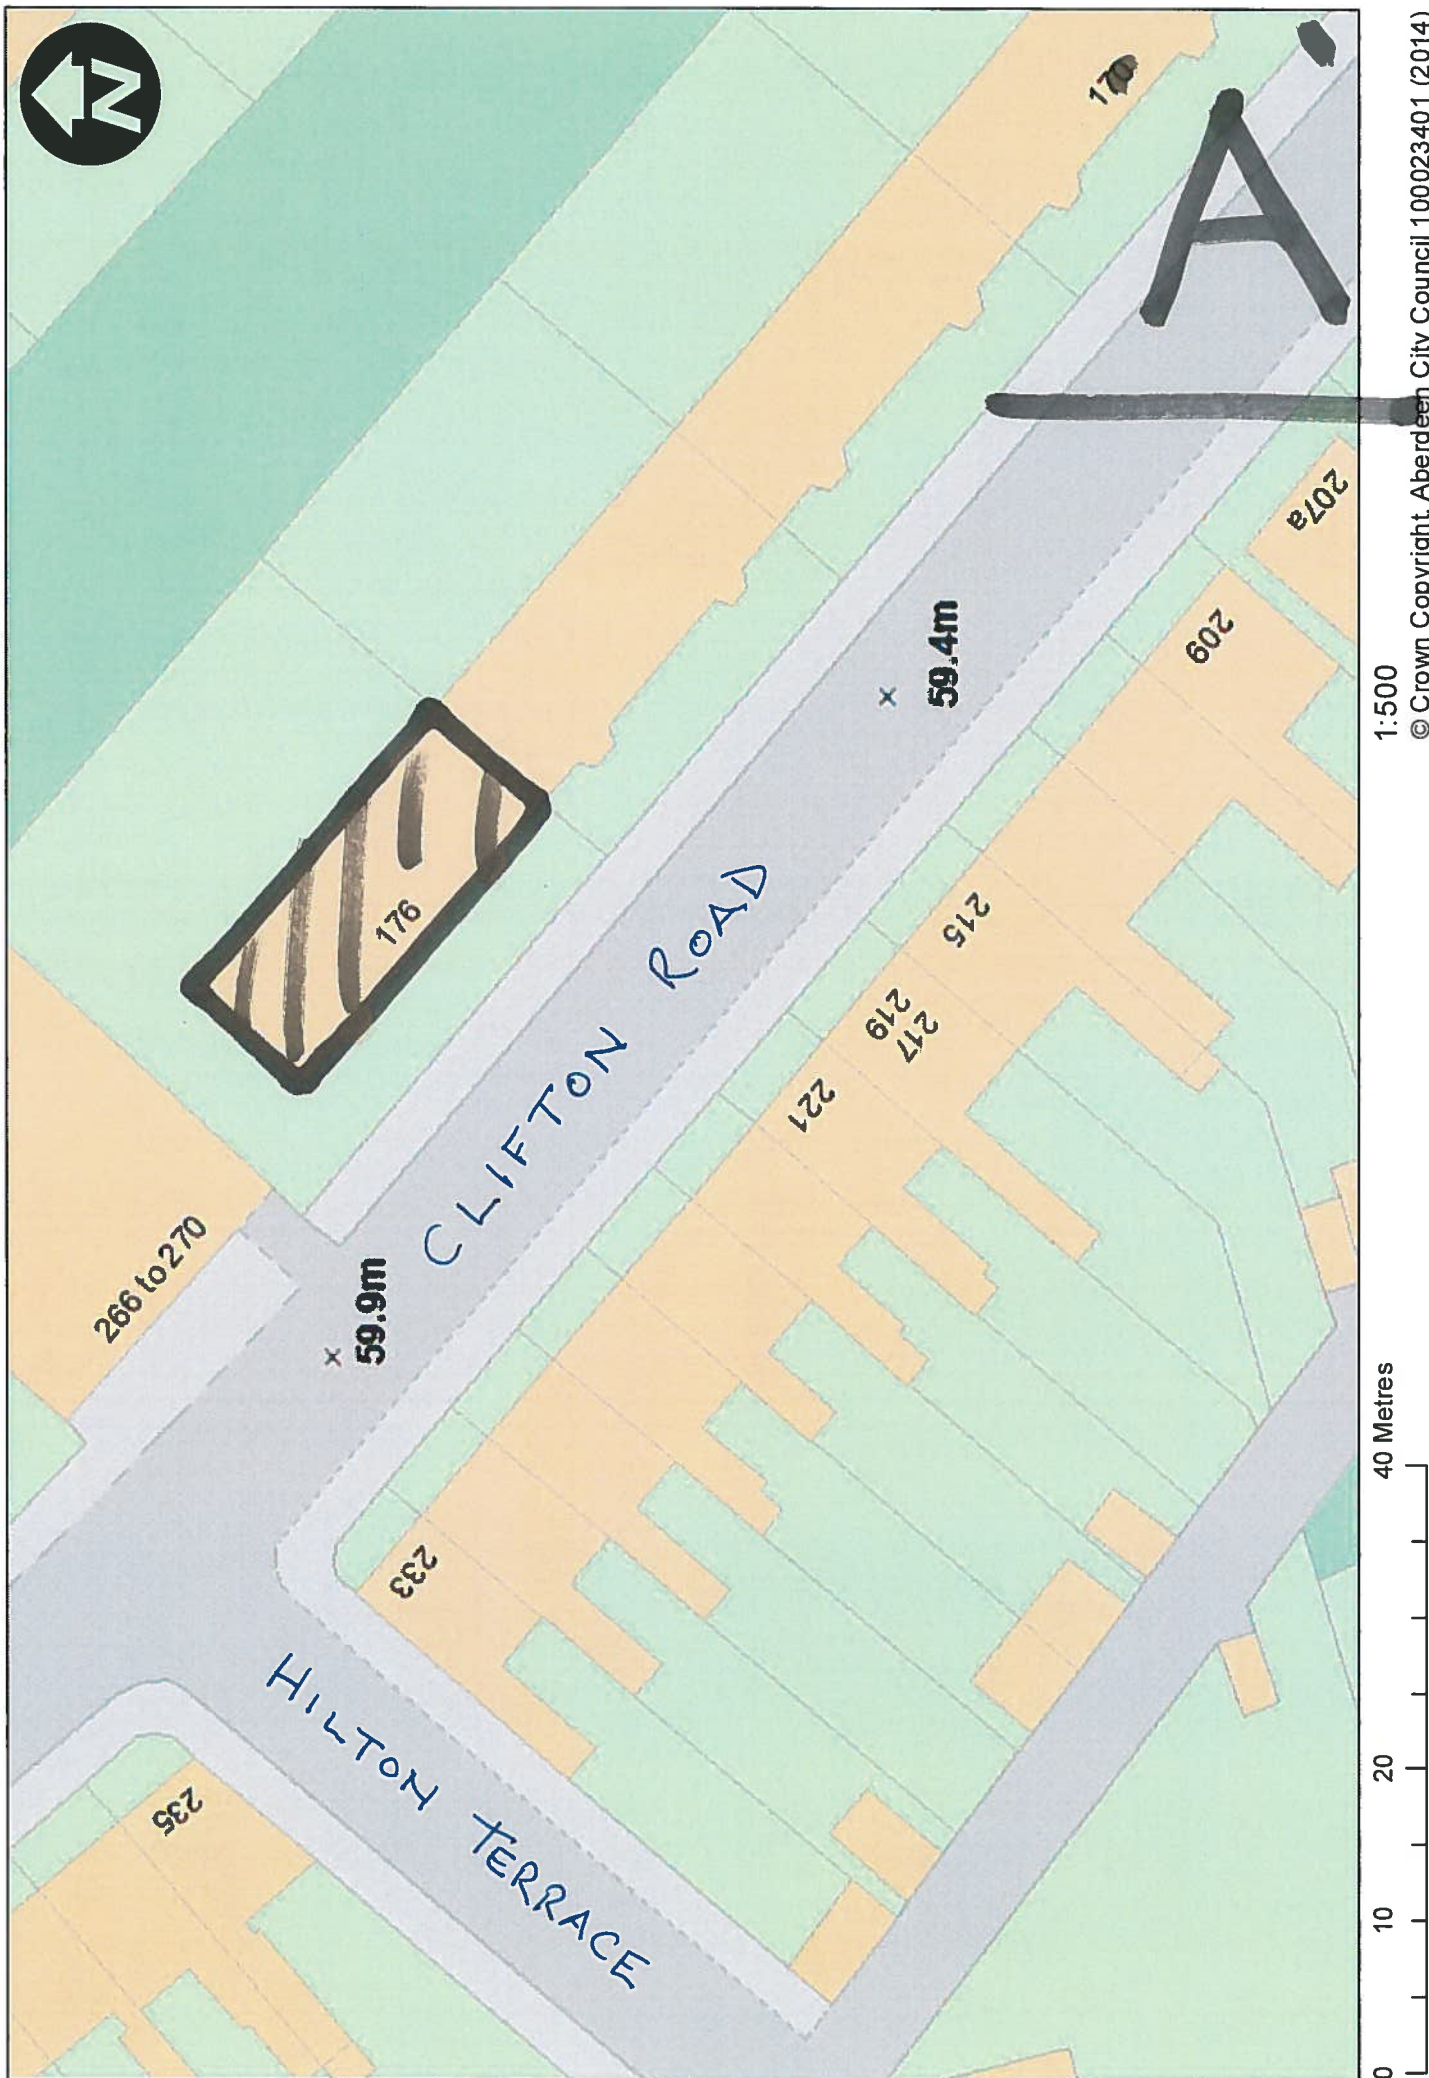 N
170
A
207a
209
59.4m
176
215
219
217
221
CLIFTON ROAD
266 to 270
59.9m
233
HILTON TERRACE
235
1:500
0 10 20 40 Metres
© Crown Copyright. Aberdeen City Council 100023401 (2014)